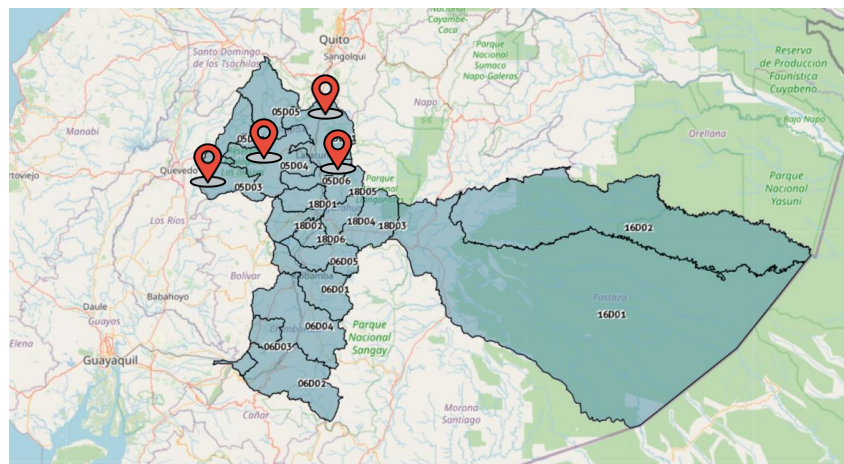 Nacional
Cayambe-
Coca
Quito
Sangolquí
Santo Domingo
de los Tsáchilas
Parque
Nacional
Sumaco
Napo-Galeras
Reserva
de Producción
Faunística
Cuyabeno
Napo
Bajo Napo
Manabí
05D05
Orellana
Quevedo
05D04
05D06
Parque
05D03
18D05
Parque
Nacional
Yasuní
18D01
18D04
18D02
18D03
16D02
Los Ríos
18D06
06D05
Bolívar
06D01
Pastaza
Babahoyo
Daule
16D01
Guayas
06D04
Parque
Nacional
Sangay
Elena
06D03
Guayaquil
06D02
Morona
Santiago
Cañar